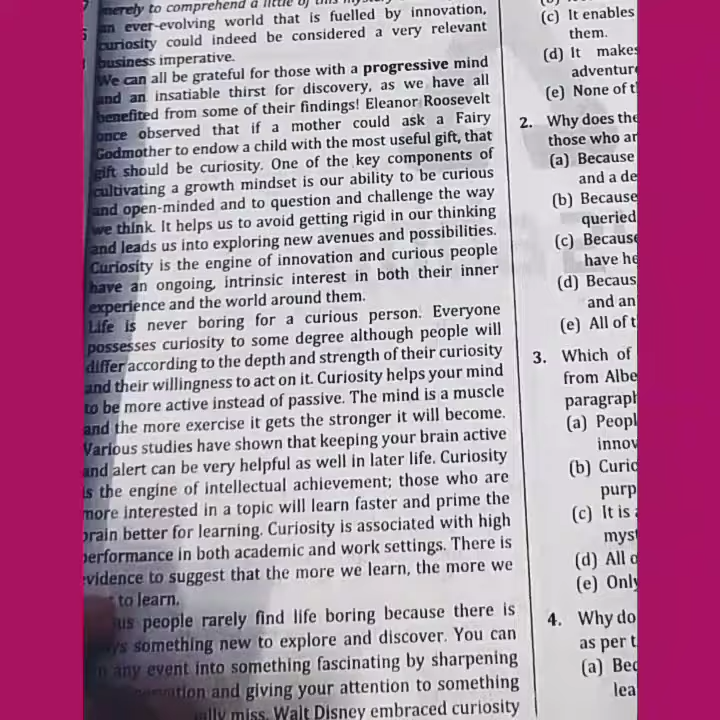 merely to comprehend a little of this
an ever-evolving world that is fuelled by innovation,
curiosity could indeed be considered a very relevant
business imperative.
We can all be grateful for those with a progressive mind
and an insatiable thirst for discovery, as we have all
benefited from some of their findings! Eleanor Roosevelt
once observed that if a mother could ask a Fairy
Godmother to endow a child with the most useful gift, that
gift should be curiosity. One of the key components of
cultivating a growth mindset is our ability to be curious
and open-minded and to question and challenge the way
we think. It helps us to avoid getting rigid in our thinking
and leads us into exploring new avenues and possibilities.
Curiosity is the engine of innovation and curious people
have an ongoing, intrinsic interest in both their inner
experience and the world around them.
Life is never boring for a curious person. Everyone
possesses curiosity to some degree although people will
differ according to the depth and strength of their curiosity
and their willingness to act on it. Curiosity helps your mind
to be more active instead of passive. The mind is a muscle
and the more exercise it gets the stronger it will become.
Various studies have shown that keeping your brain active
and alert can be very helpful as well in later life. Curiosity
is the engine of intellectual achievement; those who are
more interested in a topic will learn faster and prime the
brain better for learning. Curiosity is associated with high
performance in both academic and work settings. There is
evidence to suggest that the more we learn, the more we
to learn.
us people rarely find life boring because there is
something new to explore and discover. You can
any event into something fascinating by sharpening
and giving your attention to something
miss. Walt Disney embraced curiosity
(c) It enables
them.
(d) It makes
adventure
(e) None of t
2. Why does the
those who ar
(a) Because
and a de
(b) Because
queried
(c) Because
have he
(d) Becaus
and an
(e) All of t
3. Which of
from Albe
paragraph
(a) Peopl
innov
(b) Curio
purp
(c) It is a
myst
(d) All o
(e) Only
4. Why do
as per t
(a) Bec
lea